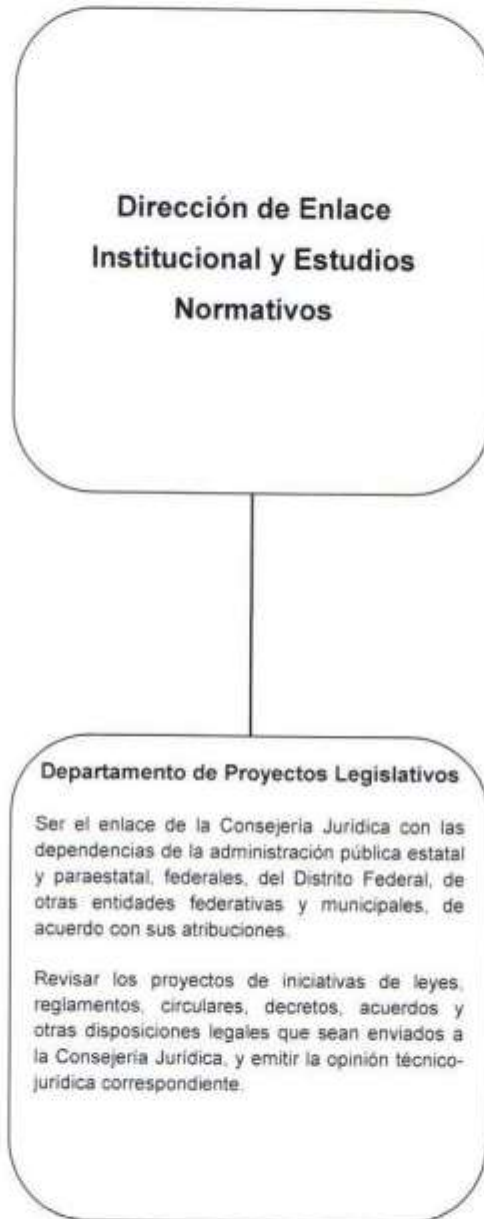 Dirección de Enlace
Institucional y Estudios
Normativos
Departamento de Proyectos Legislativos
Ser el enlace de la Consejería Jurídica con las
dependencias de la administración pública estatal
y paraestatal, federales, del Distrito Federal, de
otras entidades federativas y municipales, de
acuerdo con sus atribuciones.
Revisar los proyectos de iniciativas de leyes,
reglamentos, circulares, decretos, acuerdos y
otras disposiciones legales que sean enviados a
la Consejería Jurídica, y emitir la opinión técnico-
jurídica correspondiente.